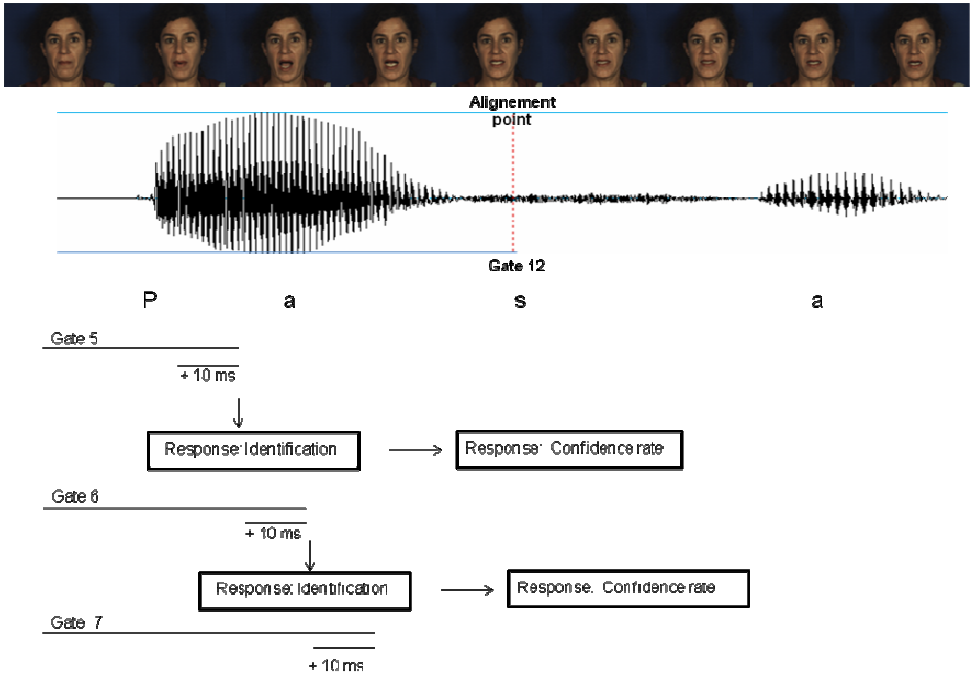 Alignement
point
Gate 12
P a s a
Gate 5
+ 10 ms
Response: Identification
Response: Confidence rate
Gate 6
+ 10 ms
Response: Identification
Response. Confidence rate
Gate 7
+ 10 ms